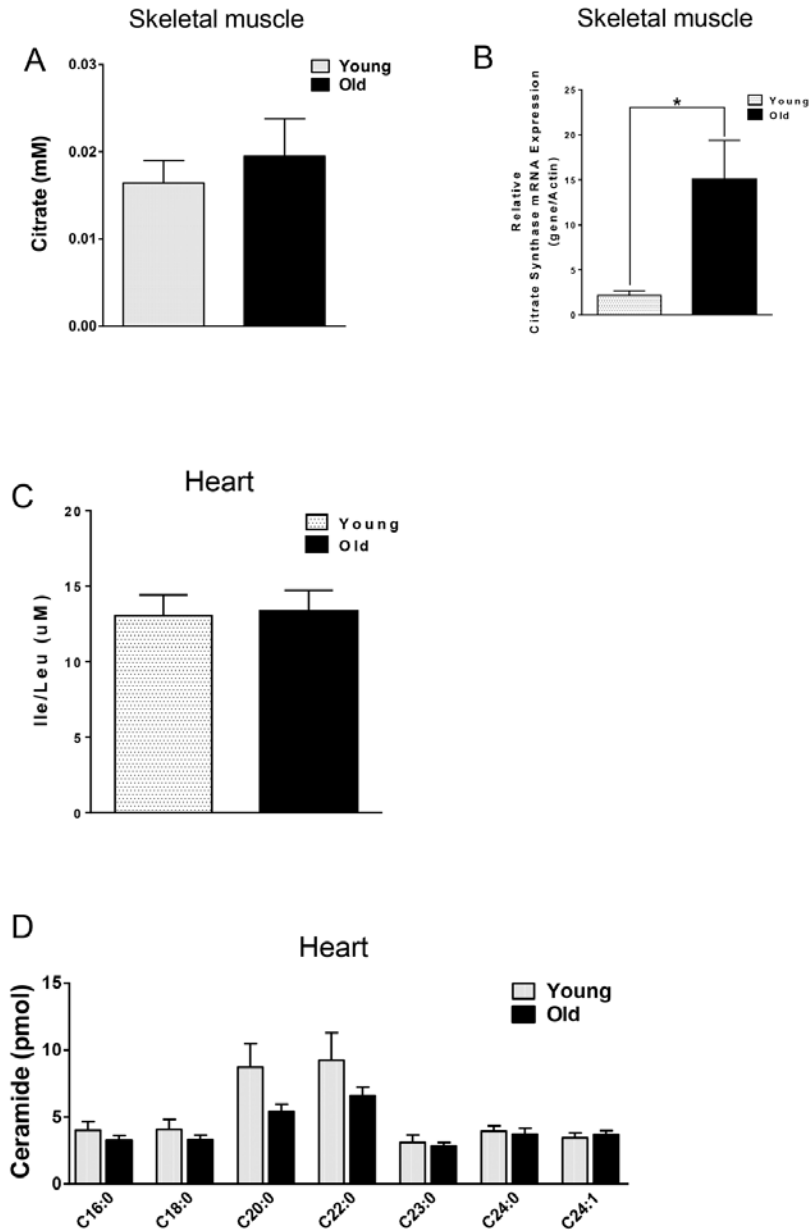 Skeletal muscle
A
Young
Old
Citrate (mM)
0.03
0.02
0.01
0.00
Skeletal muscle
B
Young
Old
*
Relative
Citrate Synthase mRNA Expression
(gene/Actin)
25
20
15
10
5
0
C
Heart
Young
Old
Ile/Leu (uM)
20
15
10
5
0
D
Heart
Young
Old
Ceramide (pmol)
15
10
5
0
C16:0
C18:0
C20:0
C22:0
C23:0
C24:0
C24:1